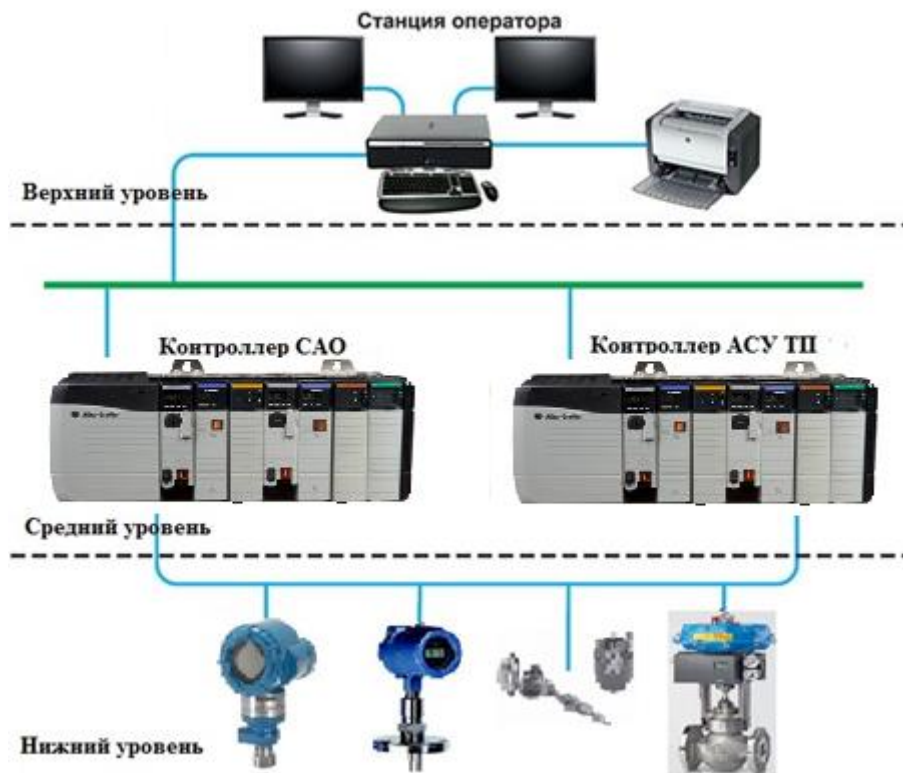 Станция оператора
Верхний уровень
Контроллер САО
Контроллер АСУ ТП
Средний уровень
Нижний уровень